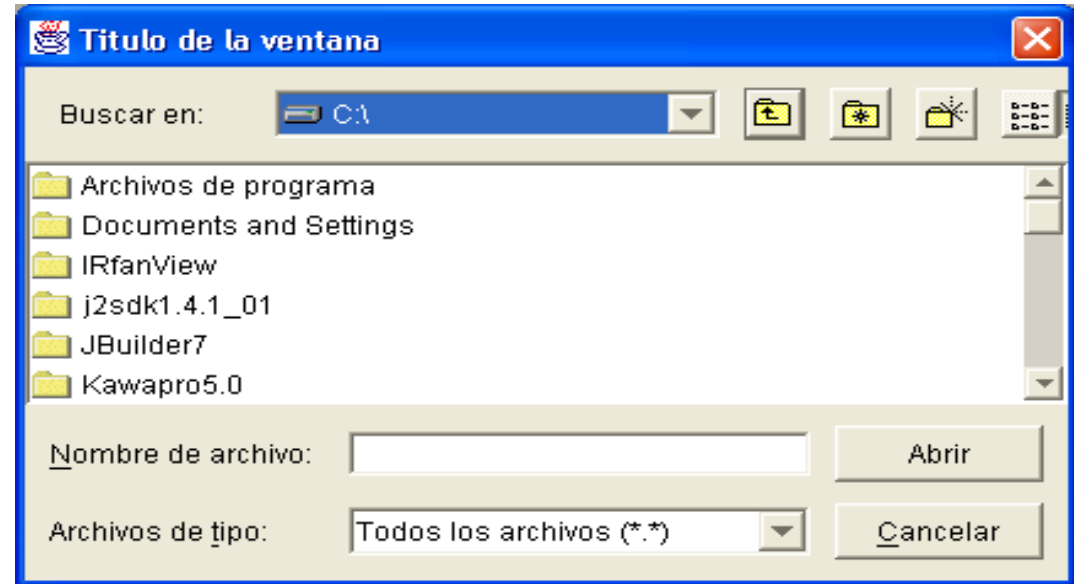 Titulo de la ventana
Buscar en: C:\
Archivos de programa
Documents and Settings
IRfanView
j2sdk1.4.1_01
JBuilder7
Kawapro5.0
Nombre de archivo: Abrir
Archivos de tipo: Todos los archivos (*.*) Cancelar